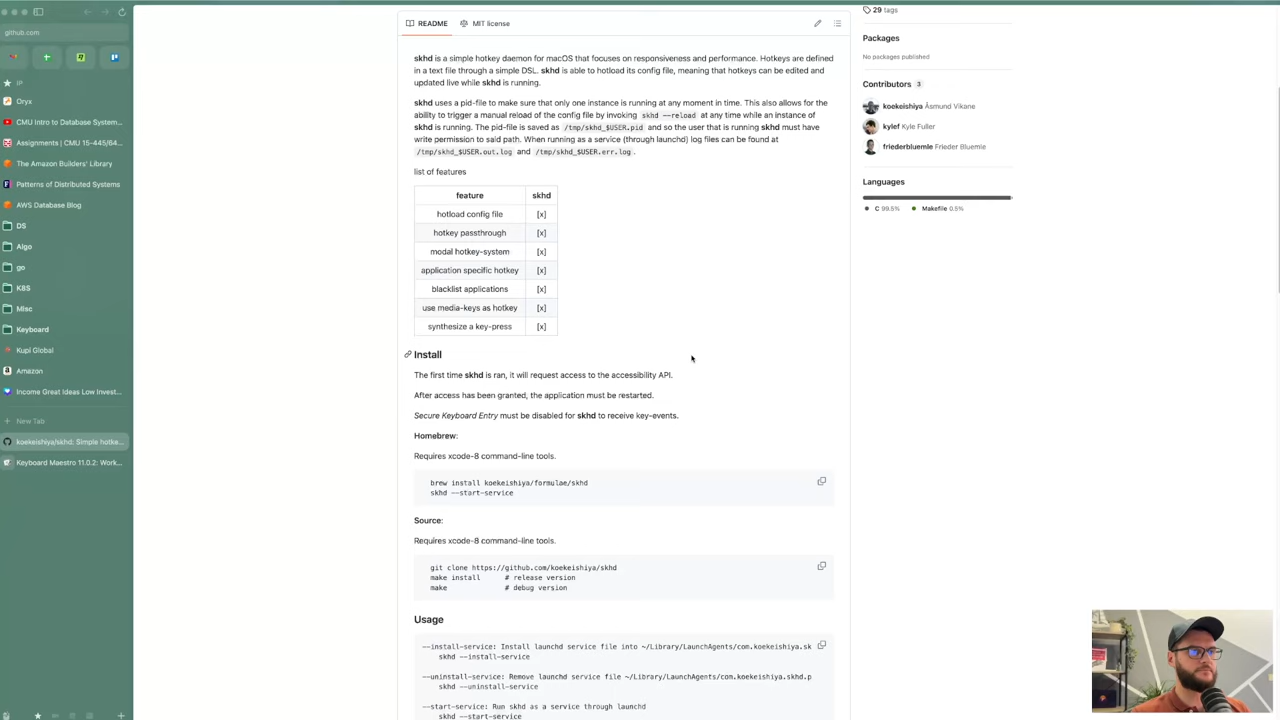 github.com
IP
Oryx
CMU Intro to Database System...
Assignments | CMU 15-445/64...
The Amazon Builders' Library
Patterns of Distributed Systems
AWS Database Blog
DS
Algo
go
KBS
Misc
Keyboard
Kupi Global
Amazon
Income Great Ideas Low Invest...
New Tab
koekeishiya/skhd: Simple hotke...
Keyboard Maestro 11.0.2: Work...
README
MIT license
skhd is a simple hotkey daemon for macOS that focuses on responsiveness and performance. Hotkeys are defined
in a text file through a simple DSL. skhd is able to hotload its config file, meaning that hotkeys can be edited and
updated live while skhd is running.
skhd uses a pid-file to make sure that only one instance is running at any moment in time. This also allows for the
ability to trigger a manual reload of the config file by invoking skhd --reload at any time while an instance of
skhd is running. The pid-file is saved as /tmp/skhd_$USER.pid and so the user that is running skhd must have
write permission to said path. When running as a service (through launchd) log files can be found at
/tmp/skhd_$USER.out.log and /tmp/skhd_$USER.err.log.
list of features
feature skhd
hotload config file [x]
hotkey passthrough [x]
modal hotkey-system [x]
application specific hotkey [x]
blacklist applications [x]
use media-keys as hotkey [x]
synthesize a key-press [x]
Install
The first time skhd is ran, it will request access to the accessibility API.
After access has been granted, the application must be restarted.
Secure Keyboard Entry must be disabled for skhd to receive key-events.
Homebrew:
Requires xcode-8 command-line tools.
brew install koekeishiya/formulae/skhd
skhd --start-service
Source:
Requires xcode-8 command-line tools.
git clone https://github.com/koekeishiya/skhd
make install # release version
make # debug version
Usage
--install-service: Install launchd service file into ~/Library/LaunchAgents/com.koekeishiya.sk
skhd --install-service
--uninstall-service: Remove launchd service file ~/Library/LaunchAgents/com.koekeishiya.skhd.p
skhd --uninstall-service
--start-service: Run skhd as a service through launchd
skhd --start-service
29 tags
Packages
No packages published
Contributors 3
koekeishiya Åsmund Vikane
kylef Kyle Fuller
friederbluemle Frieder Bluemle
Languages
C 99.5% Makefile 0.5%